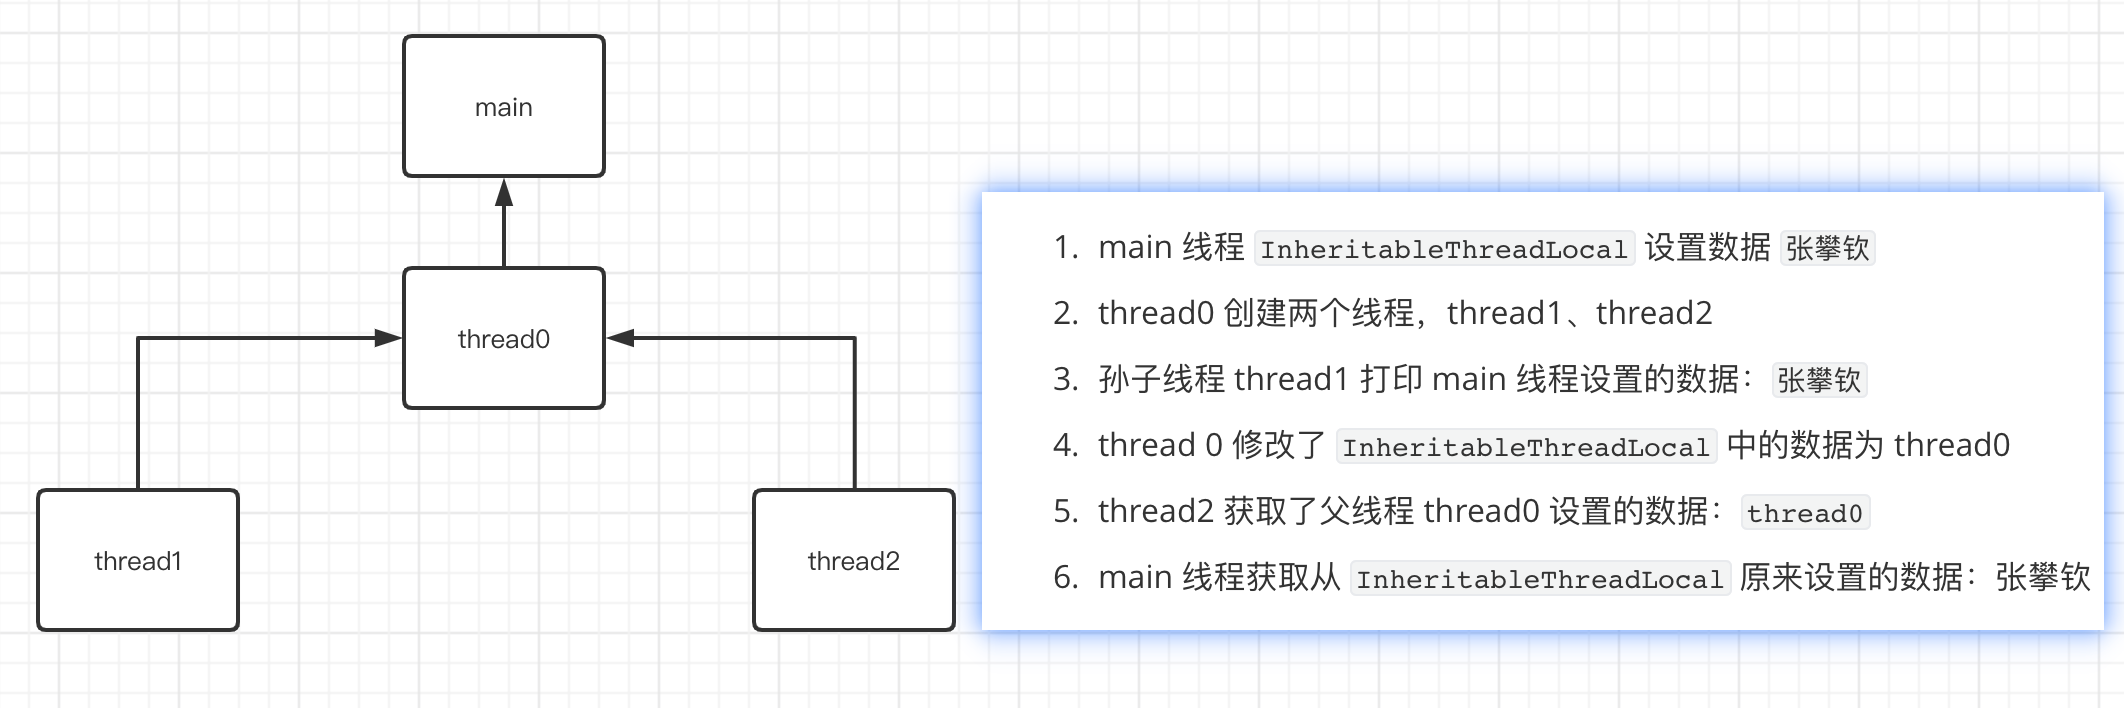 main
thread0
thread1
thread2
1. main 线程 InheritableThreadLocal 设置数据 张攀钦
2. thread0 创建两个线程，thread1、thread2
3. 孙子线程 thread1 打印 main 线程设置的数据：张攀钦
4. thread 0 修改了 InheritableThreadLocal 中的数据为 thread0
5. thread2 获取了父线程 thread0 设置的数据：thread0
6. main 线程获取从 InheritableThreadLocal 原来设置的数据：张攀钦